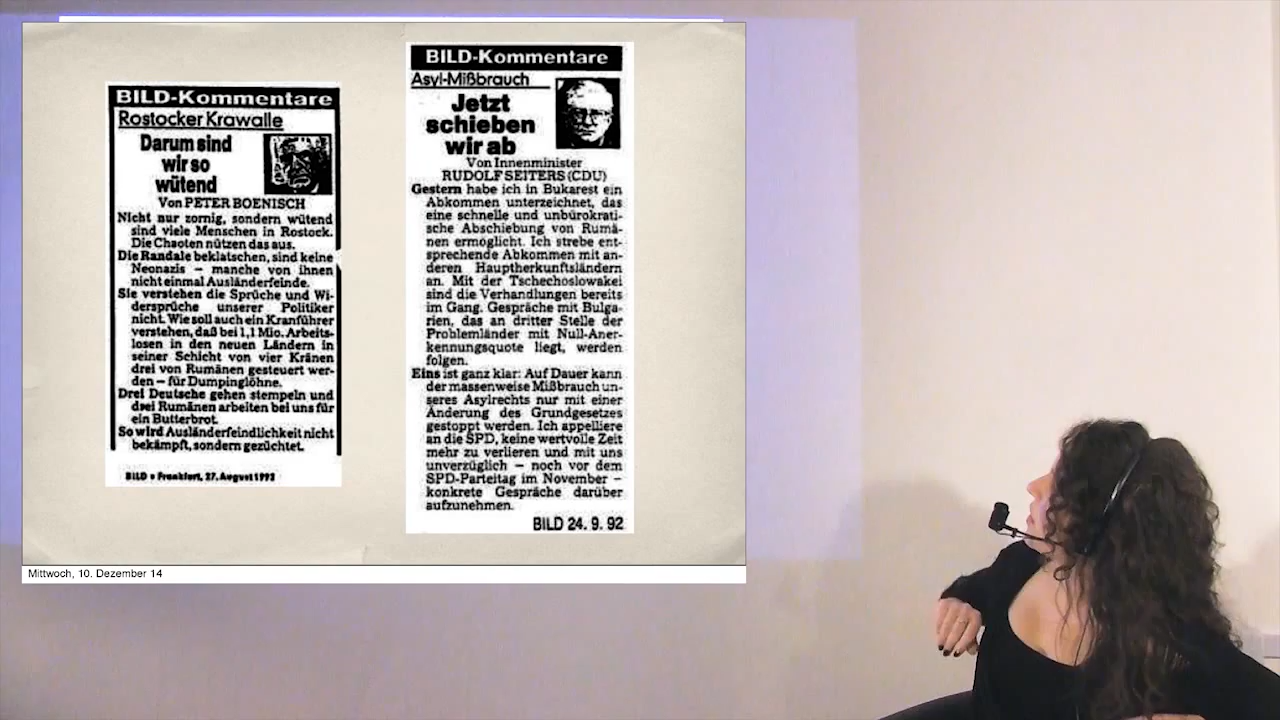 BILD-Kommentare
Rostocker Krawalle
Darum sind
wir so
wütend
Von PETER BOENISCH
Nicht nur zornig, sondern wütend
sind viele Menschen in Rostock.
Die Chaoten nützen das aus.
Die Randale beklatschen, sind keine
Neonazis – manche von ihnen
nicht einmal Ausländerfeinde.
Sie verstehen die Sprüche und Wi-
dersprüche unserer Politiker
nicht. Wie soll auch ein Kranführer
verstehen, daß bei 1,1 Mio. Arbeits-
losen in den neuen Ländern in
seiner Schicht von vier Kränen
drei von Rumänen gesteuert wer-
den – für Dumpinglöhne.
Drei Deutsche gehen stempeln und
drei Rumänen arbeiten bei uns für
ein Butterbrot.
So wird Ausländerfeindlichkeit nicht
bekämpft, sondern gezüchtet.
BILD • Frankfurt, 27. August 1992
BILD-Kommentare
Asyl-Mißbrauch
Jetzt
schieben
wir ab
Von Innenminister
RUDOLF SEITERS (CDU)
Gestern habe ich in Bukarest ein
Abkommen unterzeichnet, das
eine schnelle und unbürokrati-
sche Abschiebung von Rumä-
nen ermöglicht. Ich strebe ent-
sprechende Abkommen mit an-
deren Hauptherkunftsländern
an. Mit der Tschechoslowakei
sind die Verhandlungen bereits
im Gang. Gespräche mit Bulga-
rien, das an dritter Stelle der
Problemländer mit Null-Aner-
kennungsquote liegt, werden
folgen.
Eins ist ganz klar: Auf Dauer kann
der massenweise Mißbrauch un-
seres Asylrechts nur mit einer
Änderung des Grundgesetzes
gestoppt werden. Ich appelliere
an die SPD, keine wertvolle Zeit
mehr zu verlieren und mit uns
unverzüglich – noch vor dem
SPD-Parteitag im November –
konkrete Gespräche darüber
aufzunehmen.
BILD 24. 9. 92
Mittwoch, 10. Dezember 14